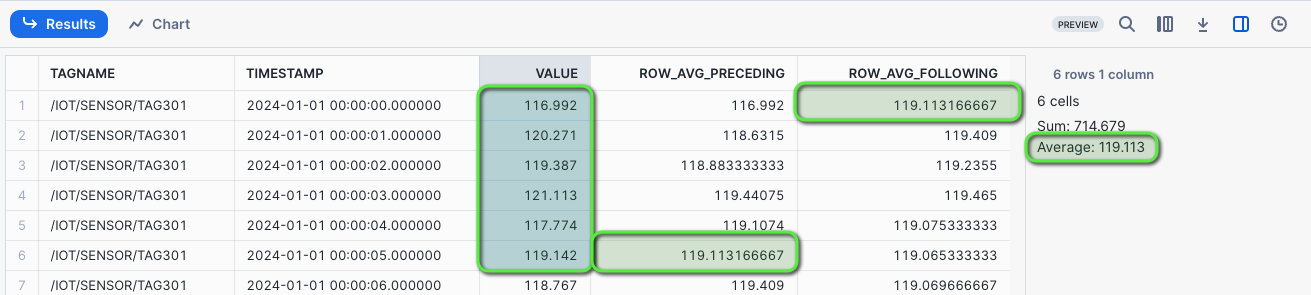 Results Chart PREVIEW
TAGNAME TIMESTAMP VALUE ROW_AVG_PRECEDING ROW_AVG_FOLLOWING 6 rows 1 column
1 /IOT/SENSOR/TAG301 2024-01-01 00:00:00.000000 116.992 116.992 119.113166667 6 cells
Sum: 714.679
2 /IOT/SENSOR/TAG301 2024-01-01 00:00:01.000000 120.271 118.6315 119.409
Average: 119.113
3 /IOT/SENSOR/TAG301 2024-01-01 00:00:02.000000 119.387 118.883333333 119.2355
4 /IOT/SENSOR/TAG301 2024-01-01 00:00:03.000000 121.113 119.44075 119.465
5 /IOT/SENSOR/TAG301 2024-01-01 00:00:04.000000 117.774 119.1074 119.075333333
6 /IOT/SENSOR/TAG301 2024-01-01 00:00:05.000000 119.142 119.113166667 119.065333333
7 /IOT/SENSOR/TAG301 2024-01-01 00:00:06.000000 118.767 119.409 119.069666667